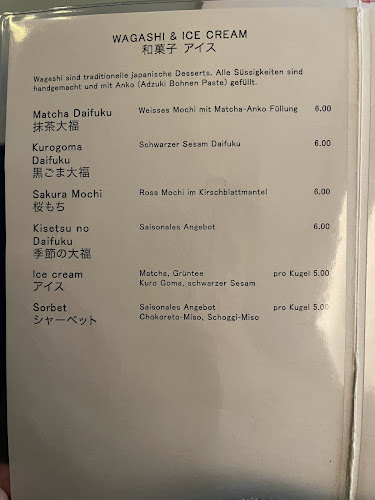 WAGASHI & ICE CREAM
和菓子 アイス
Wagashi sind traditionelle japanische Desserts. Alle Süssigkeiten sind
handgemacht und mit Anko (Adzuki Bohnen Paste) gefüllt.
Matcha Daifuku Weisses Mochi mit Matcha-Anko Füllung 6.00
抹茶大福
Kurogoma Schwarzer Sesam Daifuku 6.00
Daifuku
黒ごま大福
Sakura Mochi Rosa Mochi im Kirschblattmantel 6.00
桜もち
Kisetsu no Saisonales Angebot 6.00
Daifuku
季節の大福
Ice cream Matcha, Grüntee pro Kugel 5.00
アイス Kuro Goma, schwarzer Sesam
Sorbet Saisonales Angebot pro Kugel 5.00
シャーベット Chokoreto-Miso, Schoggi-Miso